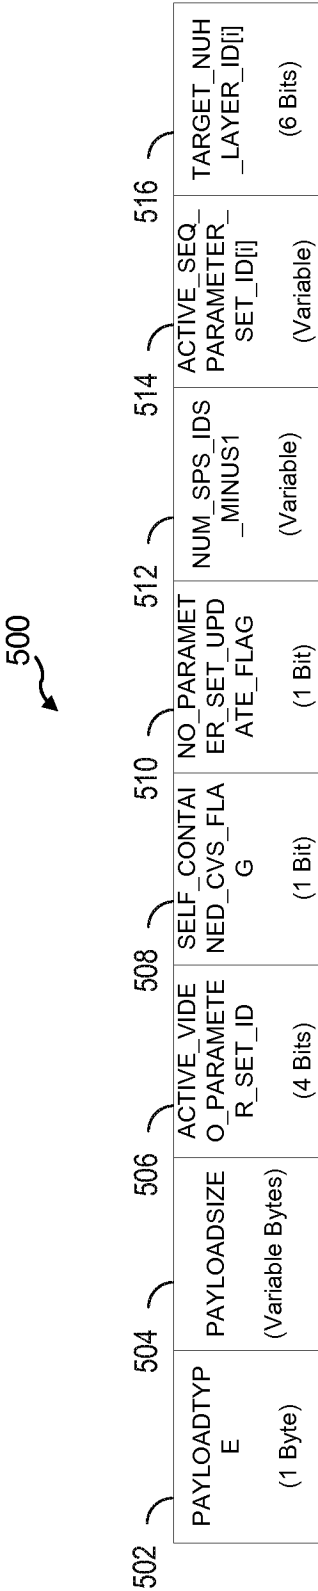 500
502
PAYLOADTYP
E
(1 Byte)
504
PAYLOADSIZE
(Variable Bytes)
506
ACTIVE_VIDE
O_PARAMETE
R_SET_ID
(4 Bits)
508
SELF_CONTAI
NED_CVS_FLA
G
(1 Bit)
510
NO_PARAMET
ER_SET_UPD
ATE_FLAG
(1 Bit)
512
NUM_SPS_IDS
_MINUS1
(Variable)
514
ACTIVE_SEQ_
PARAMETER_
SET_ID[i]
(Variable)
516
TARGET_NUH
_LAYER_ID[i]
(6 Bits)